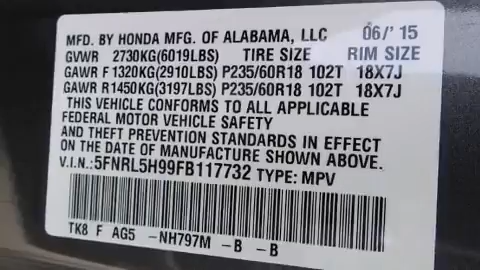 MFD. BY HONDA MFG. OF ALABAMA, LLC 06/'15
GVWR 2730KG(6019LBS) TIRE SIZE RIM SIZE
GAWR F 1320KG(2910LBS) P235/60R18 102T 18X7J
GAWR R1450KG(3197LBS) P235/60R18 102T 18X7J
THIS VEHICLE CONFORMS TO ALL APPLICABLE
FEDERAL MOTOR VEHICLE SAFETY
AND THEFT PREVENTION STANDARDS IN EFFECT
ON THE DATE OF MANUFACTURE SHOWN ABOVE.
V.I.N.:5FNRL5H99FB117732 TYPE: MPV
TK8 F AG5 -NH797M -B -B